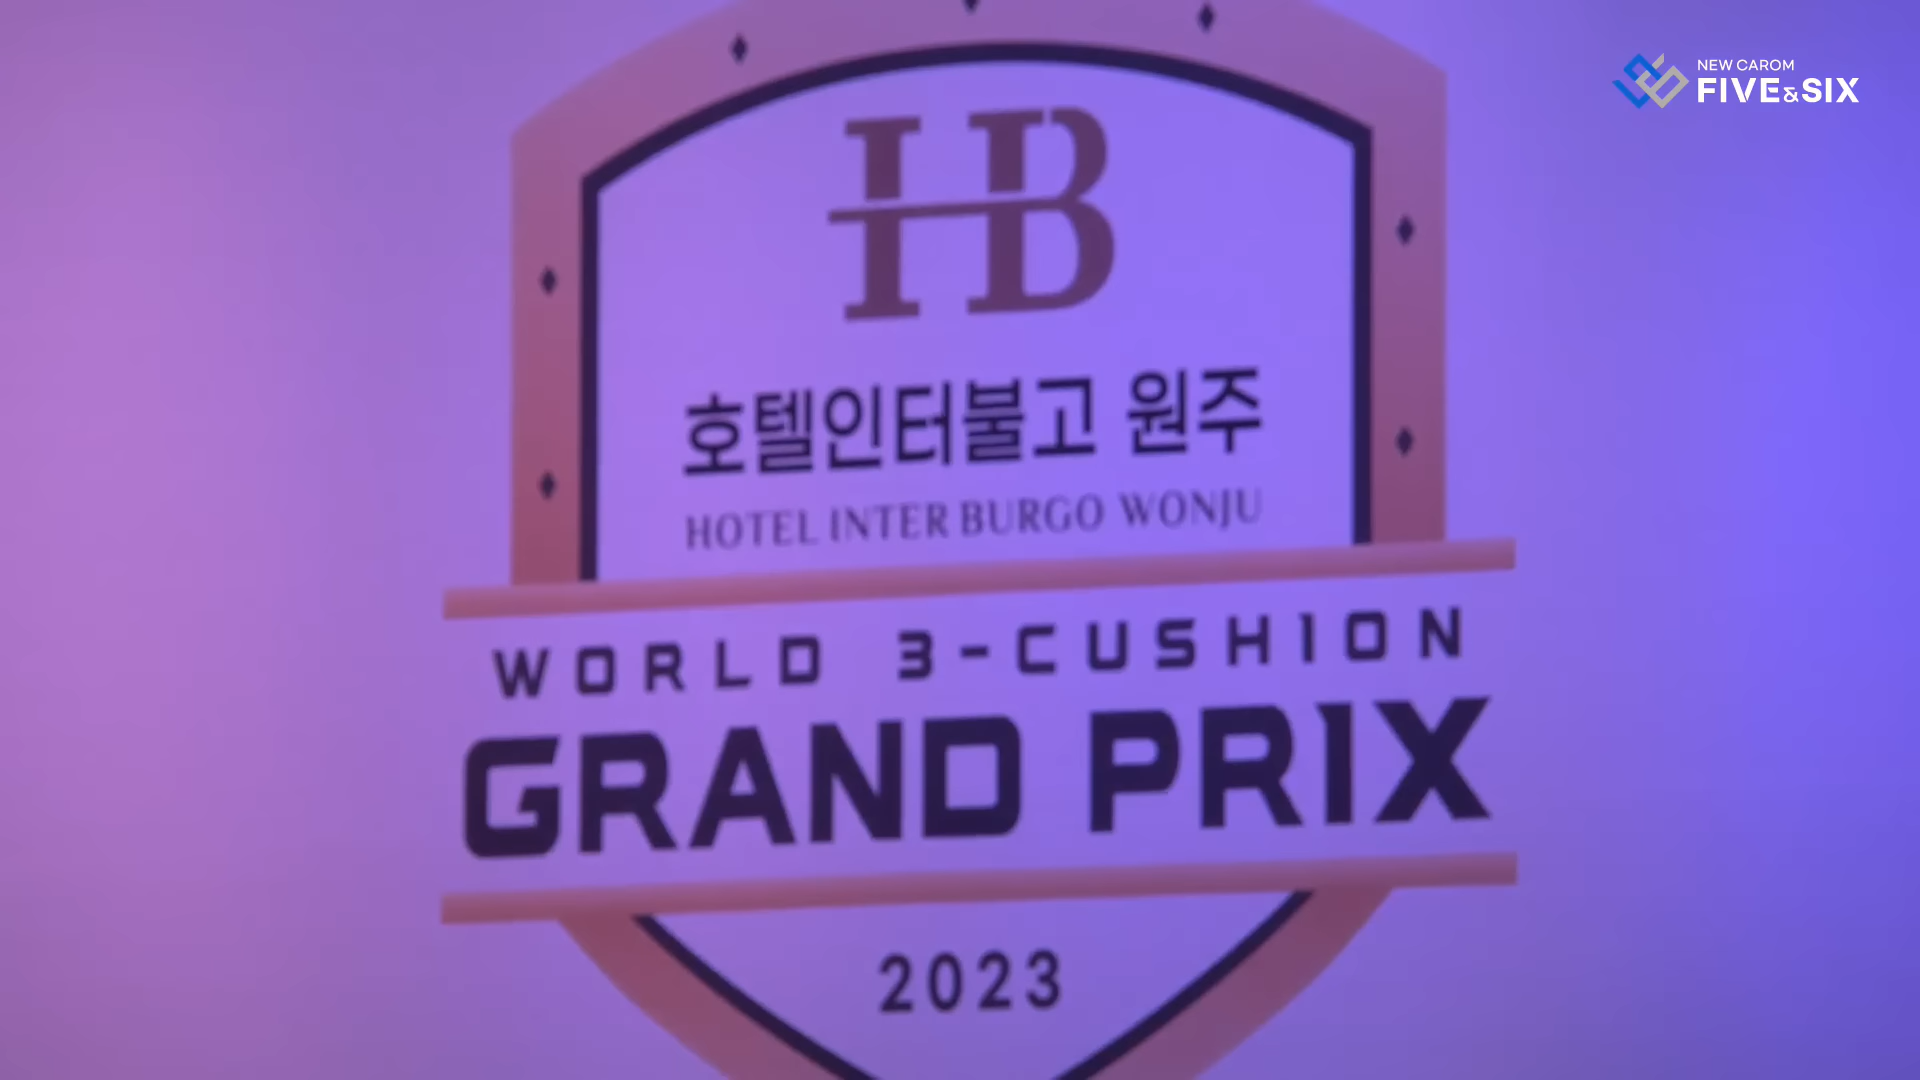 NEW CAROM
FIVE&SIX
HB
호텔인터불고 원주
HOTEL INTER BURGO WONJU
WORLD 3-CUSHION
GRAND PRIX
2023